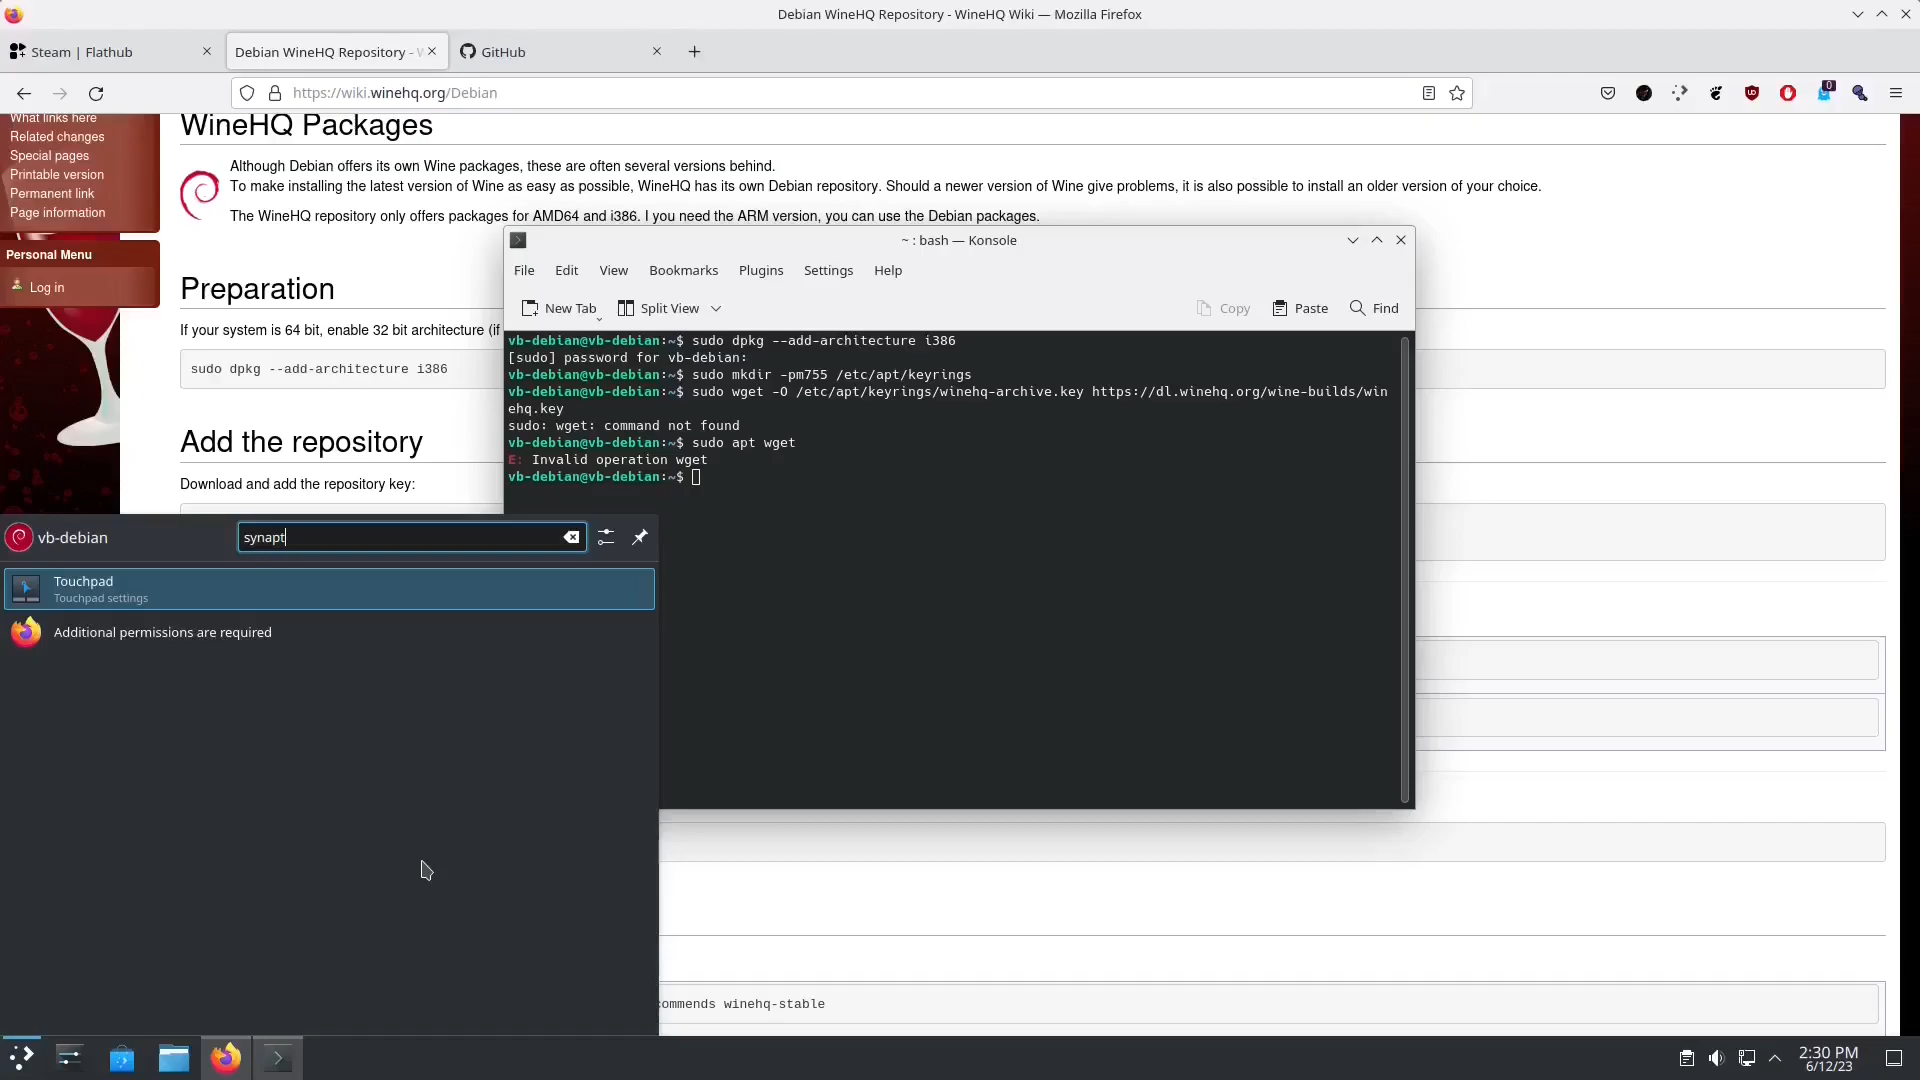 Debian WineHQ Repository - WineHQ Wiki — Mozilla Firefox
Steam | Flathub
Debian WineHQ Repository -
GitHub
https://wiki.winehq.org/Debian
0
What links here
Related changes
Special pages
Printable version
Permanent link
Page information
Personal Menu
Log in
WineHQ Packages
Although Debian offers its own Wine packages, these are often several versions behind.
To make installing the latest version of Wine as easy as possible, WineHQ has its own Debian repository. Should a newer version of Wine give problems, it is also possible to install an older version of your choice.
The WineHQ repository only offers packages for AMD64 and i386. I you need the ARM version, you can use the Debian packages.
Preparation
If your system is 64 bit, enable 32 bit architecture (if
sudo dpkg --add-architecture i386
Add the repository
Download and add the repository key:
~ : bash — Konsole
File Edit View Bookmarks Plugins Settings Help
New Tab Split View Copy Paste Find
vb-debian@vb-debian:~$ sudo dpkg --add-architecture i386
[sudo] password for vb-debian:
vb-debian@vb-debian:~$ sudo mkdir -pm755 /etc/apt/keyrings
vb-debian@vb-debian:~$ sudo wget -O /etc/apt/keyrings/winehq-archive.key https://dl.winehq.org/wine-builds/win
ehq.key
sudo: wget: command not found
vb-debian@vb-debian:~$ sudo apt wget
E: Invalid operation wget
vb-debian@vb-debian:~$
vb-debian
synapt
Touchpad
Touchpad settings
Additional permissions are required
ommends winehq-stable
2:30 PM
6/12/23